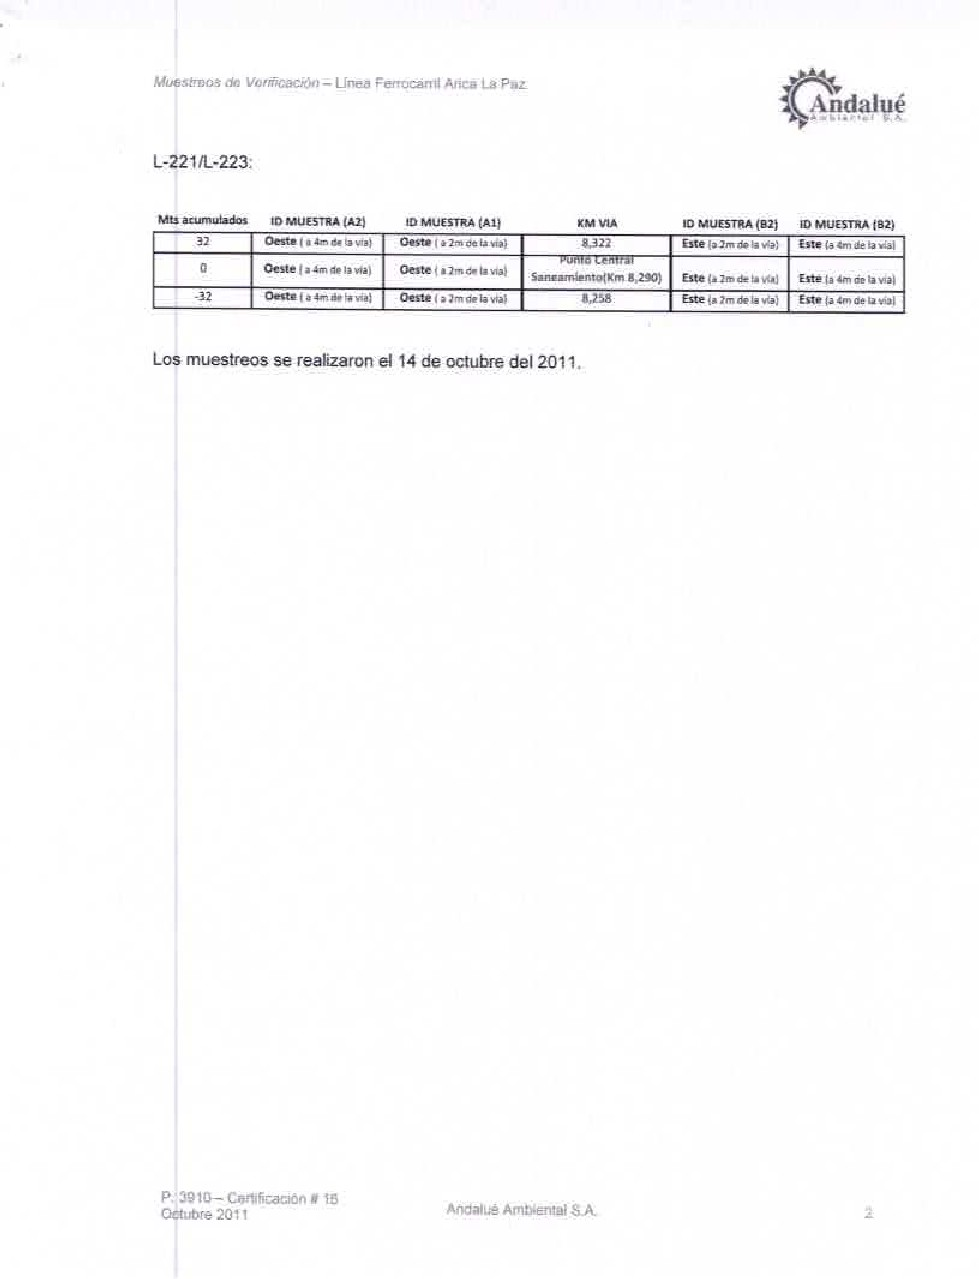 Muestreos de Verificación – Línea Ferrocarril Arica La Paz
Andalué
Ambiental S.A.
L-221/L-223:
Mts acumulados ID MUESTRA (A2) ID MUESTRA (A1) KM VIA ID MUESTRA (B2) ID MUESTRA (B2)
32 Oeste ( a 4m de la vía) Oeste ( a 2m de la vía) 8,322 Este (a 2m de la vía) Este (a 4m de la vía)
0 Oeste ( a 4m de la vía) Oeste ( a 2m de la vía) Punto Central Saneamiento(Km 8,290) Este (a 2m de la vía) Este (a 4m de la vía)
-32 Oeste ( a 4m de la vía) Oeste ( a 2m de la vía) 8,258 Este (a 2m de la vía) Este (a 4m de la vía)
Los muestreos se realizaron el 14 de octubre del 2011.
P. 3910 – Certificación # 16
Octubre 2011
Andalué Ambiental S.A.
2